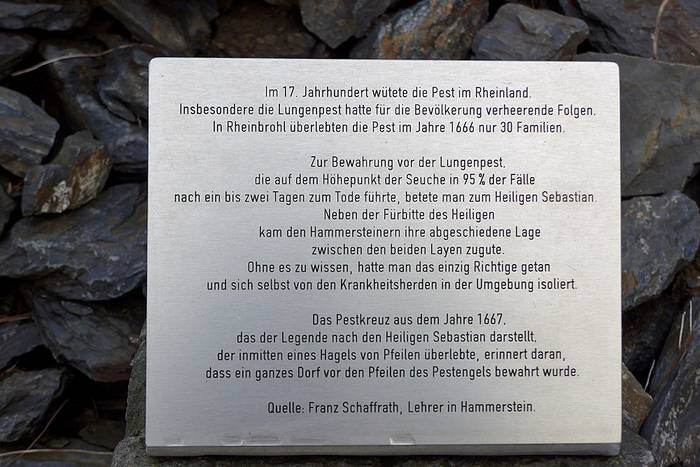 Im 17. Jahrhundert wütete die Pest im Rheinland.
Insbesondere die Lungenpest hatte für die Bevölkerung verheerende Folgen.
In Rheinbrohl überlebten die Pest im Jahre 1666 nur 30 Familien.
Zur Bewahrung vor der Lungenpest,
die auf dem Höhepunkt der Seuche in 95 % der Fälle
nach ein bis zwei Tagen zum Tode führte, betete man zum Heiligen Sebastian.
Neben der Fürbitte des Heiligen
kam den Hammersteinern ihre abgeschiedene Lage
zwischen den beiden Layen zugute.
Ohne es zu wissen, hatte man das einzig Richtige getan
und sich selbst von den Krankheitsherden in der Umgebung isoliert.
Das Pestkreuz aus dem Jahre 1667,
das der Legende nach den Heiligen Sebastian darstellt,
der inmitten eines Hagels von Pfeilen überlebte, erinnert daran,
dass ein ganzes Dorf vor den Pfeilen des Pestengels bewahrt wurde.
Quelle: Franz Schaffrath, Lehrer in Hammerstein.